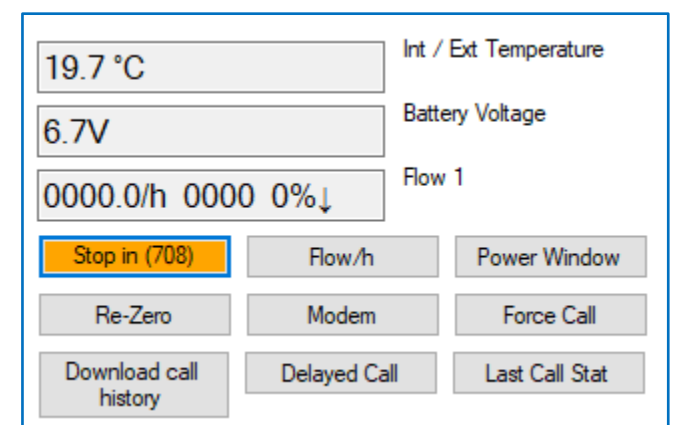 19.7 °C
Int / Ext Temperature
6.7V
Battery Voltage
0000.0/h 0000 0%↓
Flow 1
Stop in (708)
Flow/h
Power Window
Re-Zero
Modem
Force Call
Download call
history
Delayed Call
Last Call Stat